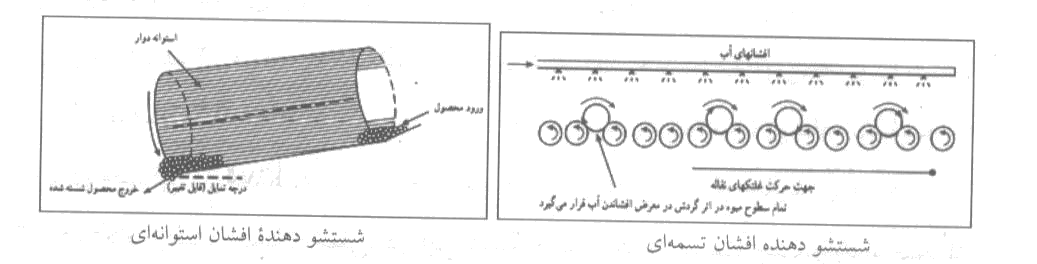 افشانهای آب
جهت حرکت غلتکهای نقاله
تمام سطوح میوه در اثر گردش در معرض افشاندن آب قرار می‌گیرد
شستشو دهنده افشان تسمه‌ای
استوانه دوار
ورود محصول
درجه تمایل (قابل تغییر)
خروج محصول شسته شده
شستشو دهندهٔ افشان استوانه‌ای